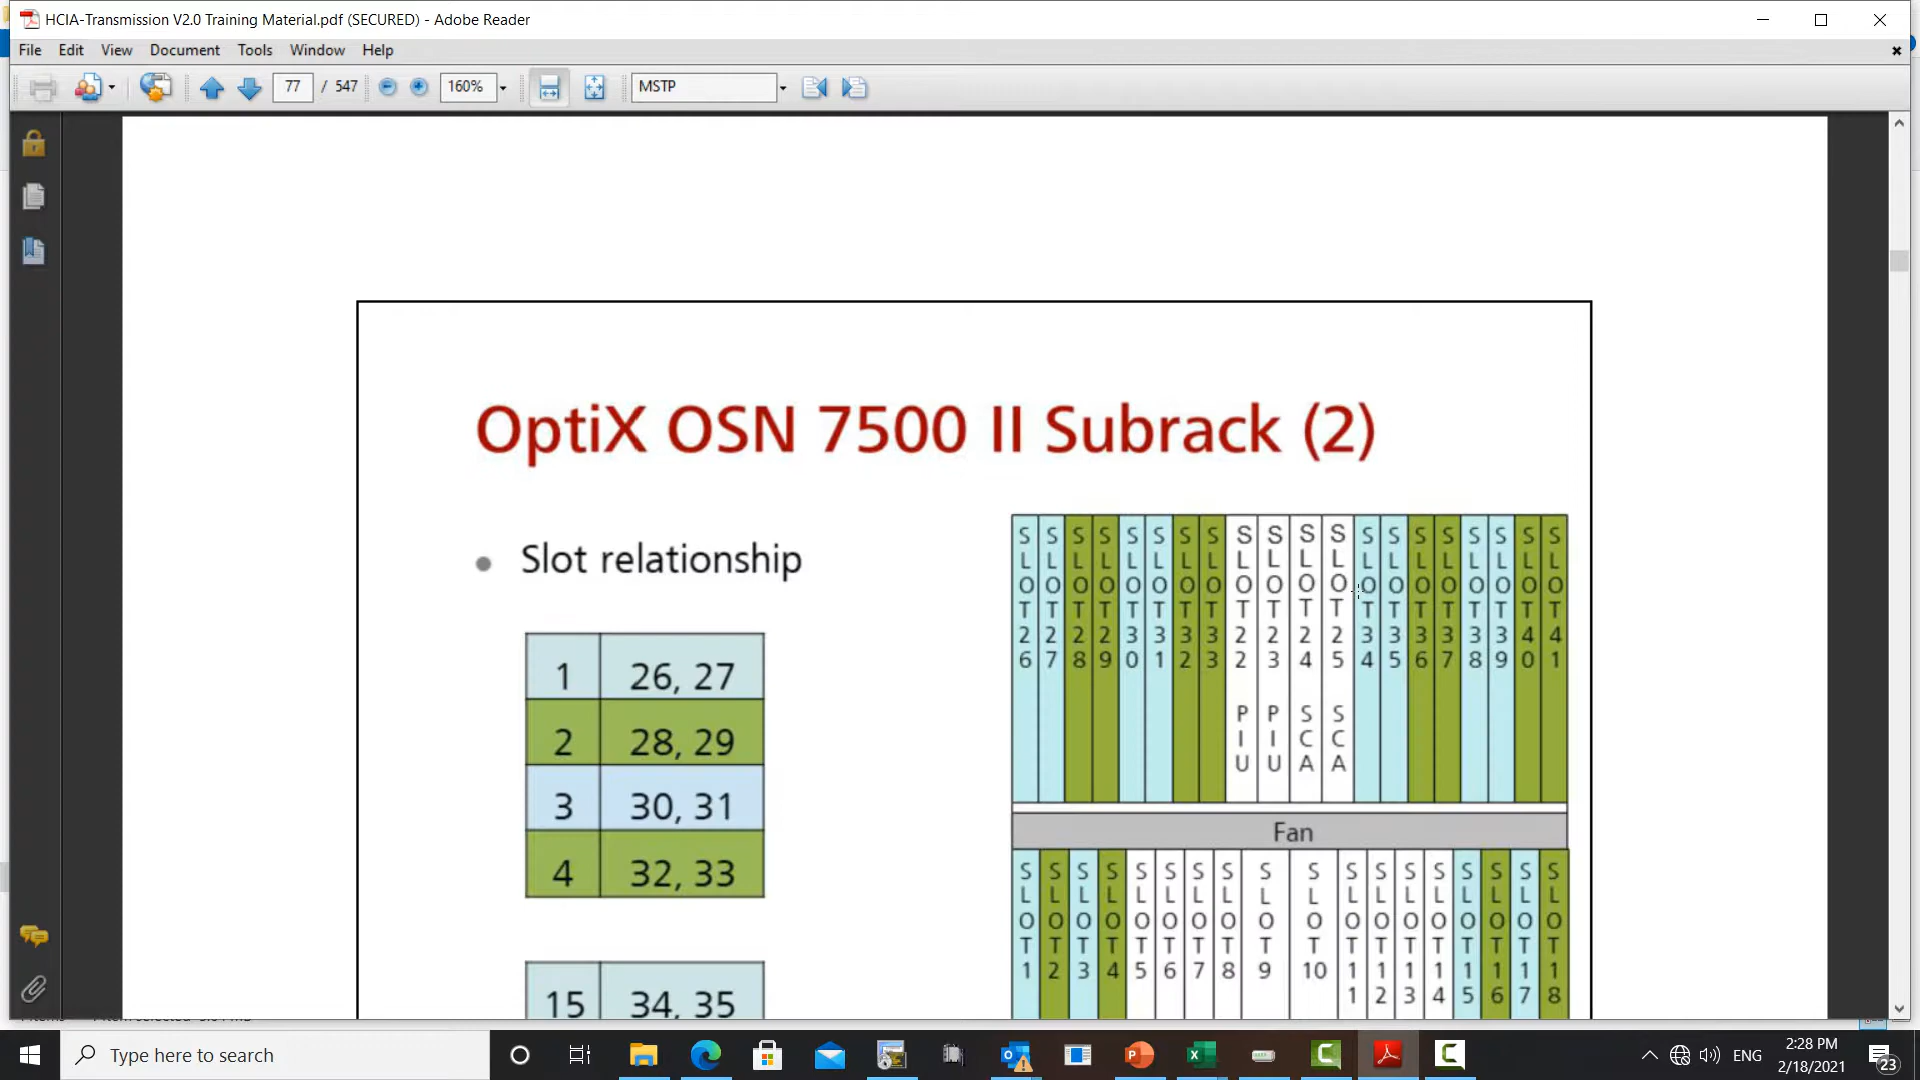 HCIA-Transmission V2.0 Training Material.pdf (SECURED) - Adobe Reader
File Edit View Document Tools Window Help
77 / 547 160% MSTP
OptiX OSN 7500 II Subrack (2)
Slot relationship
1 26, 27
2 28, 29
3 30, 31
4 32, 33
15 34, 35
SLOT26 SLOT27 SLOT28 SLOT29 SLOT30 SLOT31 SLOT32 SLOT33 SLOT22 PIU SLOT23 PIU SLOT24 SCA SLOT25 SCA SLOT34 SLOT35 SLOT36 SLOT37 SLOT38 SLOT39 SLOT40 SLOT41
Fan
SLOT1 SLOT2 SLOT3 SLOT4 SLOT5 SLOT6 SLOT7 SLOT8 SLOT9 SLOT10 SLOT11 SLOT12 SLOT13 SLOT14 SLOT15 SLOT16 SLOT17 SLOT18
Type here to search
ENG
2:28 PM
2/18/2021
23